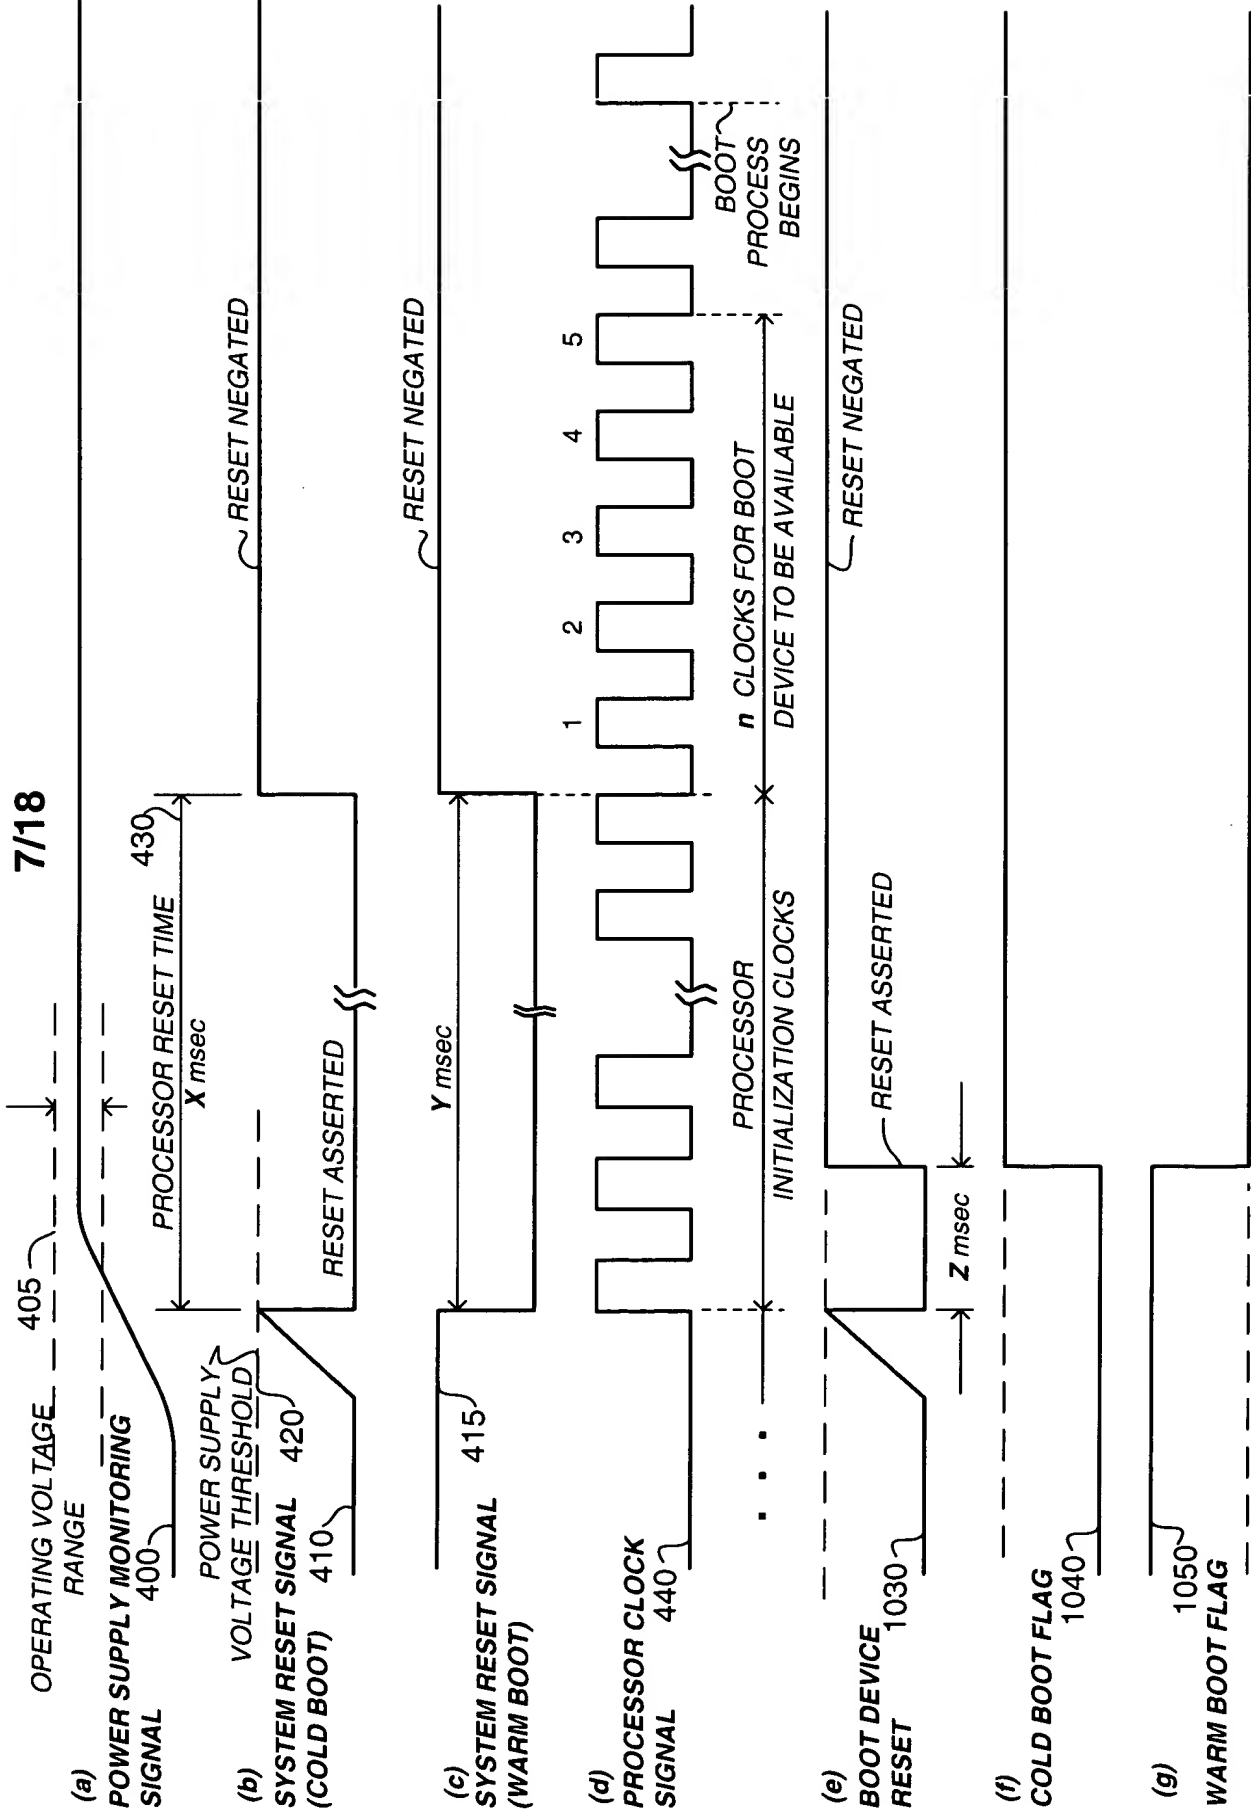 7/18
OPERATING VOLTAGE
RANGE
405
(a)
POWER SUPPLY MONITORING
SIGNAL
400
PROCESSOR RESET TIME
430
X msec
POWER SUPPLY
VOLTAGE THRESHOLD
(b)
SYSTEM RESET SIGNAL
(COLD BOOT)
420
410
RESET ASSERTED
RESET NEGATED
(c)
SYSTEM RESET SIGNAL
(WARM BOOT)
415
Y msec
RESET NEGATED
(d)
PROCESSOR CLOCK
SIGNAL
440
1 2 3 4 5
PROCESSOR
INITIALIZATION CLOCKS
n CLOCKS FOR BOOT
DEVICE TO BE AVAILABLE
BOOT
PROCESS
BEGINS
(e)
BOOT DEVICE
RESET
1030
RESET ASSERTED
RESET NEGATED
Z msec
(f)
COLD BOOT FLAG
1040
(g)
WARM BOOT FLAG
1050